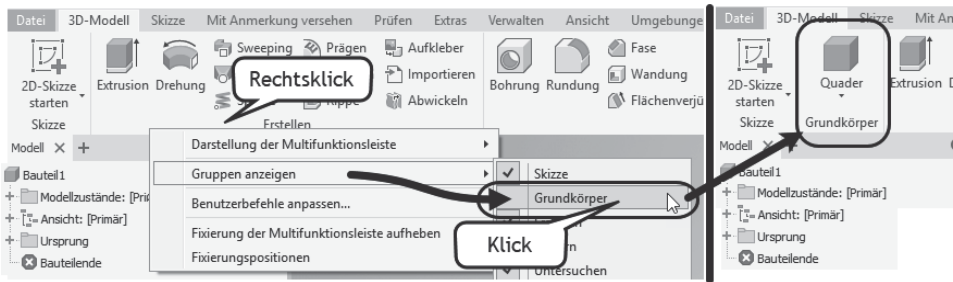 Datei 3D-Modell Skizze Mit Anmerkung versehen Prüfen Extras Verwalten Ansicht Umgebunge
2D-Skizze starten
Extrusion
Drehung
Sweeping
Prägen
Aufkleber
Importieren
Rippe
Abwickeln
Bohrung
Rundung
Fase
Wandung
Flächenverjü
Skizze
Erstellen
Rechtsklick
Modell
Bauteil1
Modellzustände: [Pri
Ansicht: [Primär]
Ursprung
Bauteilende
Darstellung der Multifunktionsleiste
Gruppen anzeigen
Benutzerbefehle anpassen...
Fixierung der Multifunktionsleiste aufheben
Fixierungspositionen
Skizze
Grundkörper
Klick
Untersuchen
Datei 3D-Modell Skizze Mit An
2D-Skizze
starten
Quader
Extrusion
Skizze
Grundkörper
Modell
Bauteil1
Modellzustände: [Primär]
Ansicht: [Primär]
Ursprung
Bauteilende